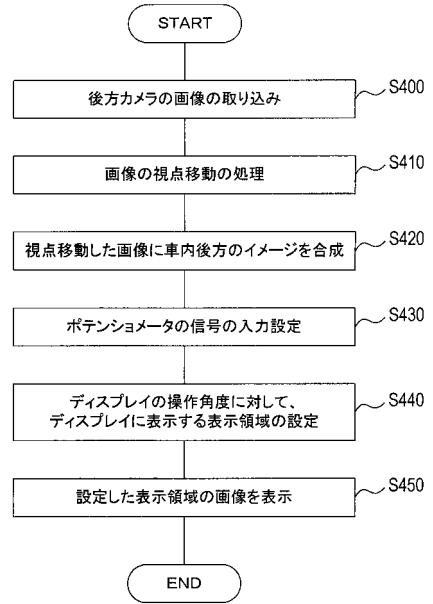 START
後方カメラの画像の取り込み
S400
画像の視点移動の処理
S410
視点移動した画像に車内後方のイメージを合成
S420
ポテンショメータの信号の入力設定
S430
ディスプレイの操作角度に対して、
ディスプレイに表示する表示領域の設定
S440
設定した表示領域の画像を表示
S450
END